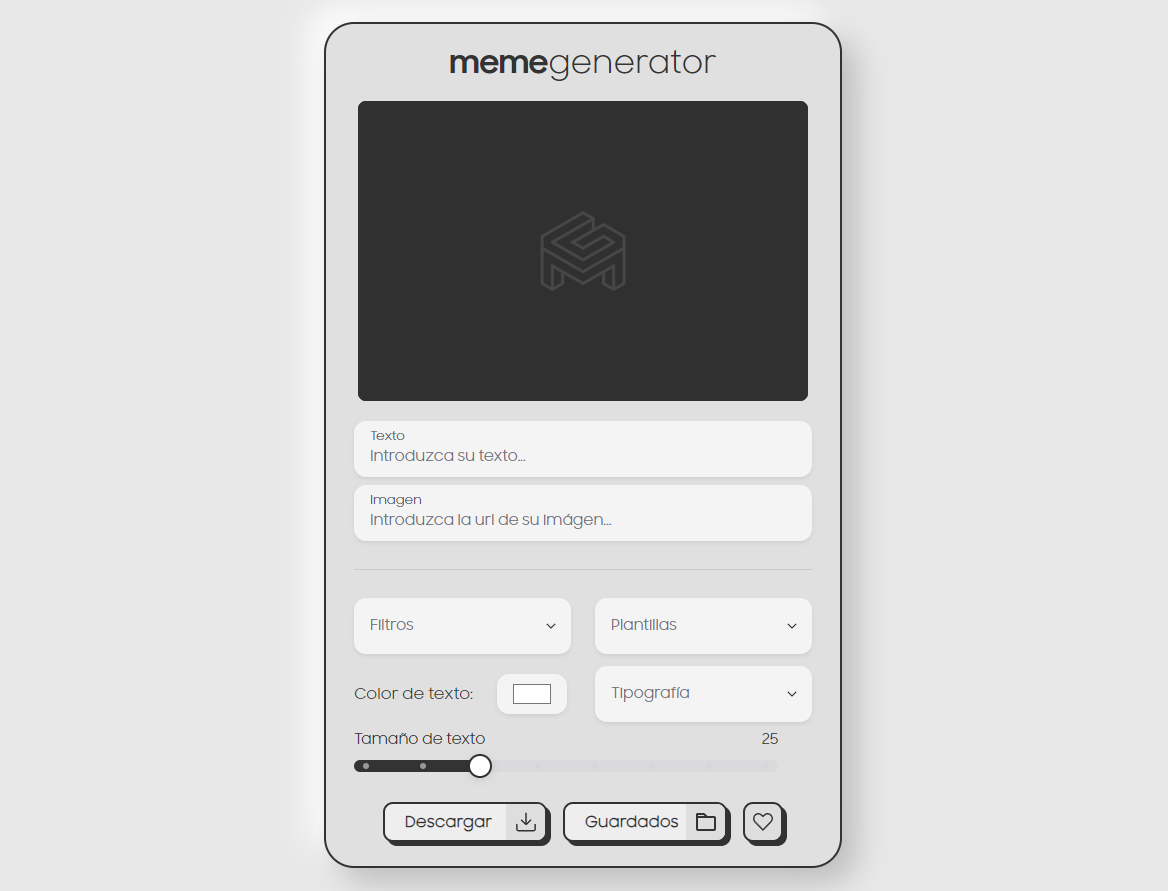 memegenerator
Texto
Introduzca su texto...
Imagen
Introduzca la url de su imágen...
Filtros
Plantillas
Color de texto:
Tipografía
Tamaño de texto
25
Descargar
Guardados